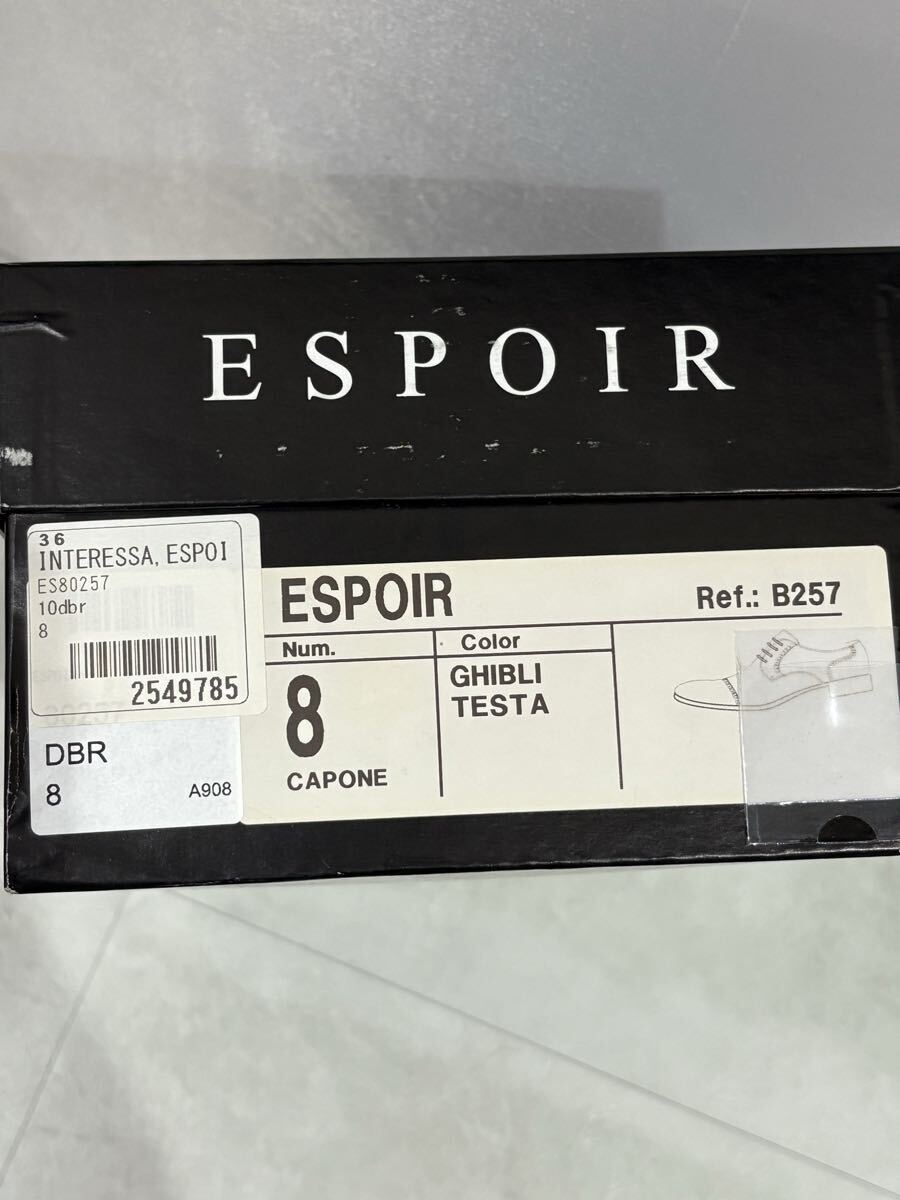 ESPOIR
36
INTERESSA, ESPOI
ES80257
10dbr
8
2549785
DBR
8 A908
ESPOIR Ref.: B257
Num. Color
8 GHIBLI
TESTA
CAPONE